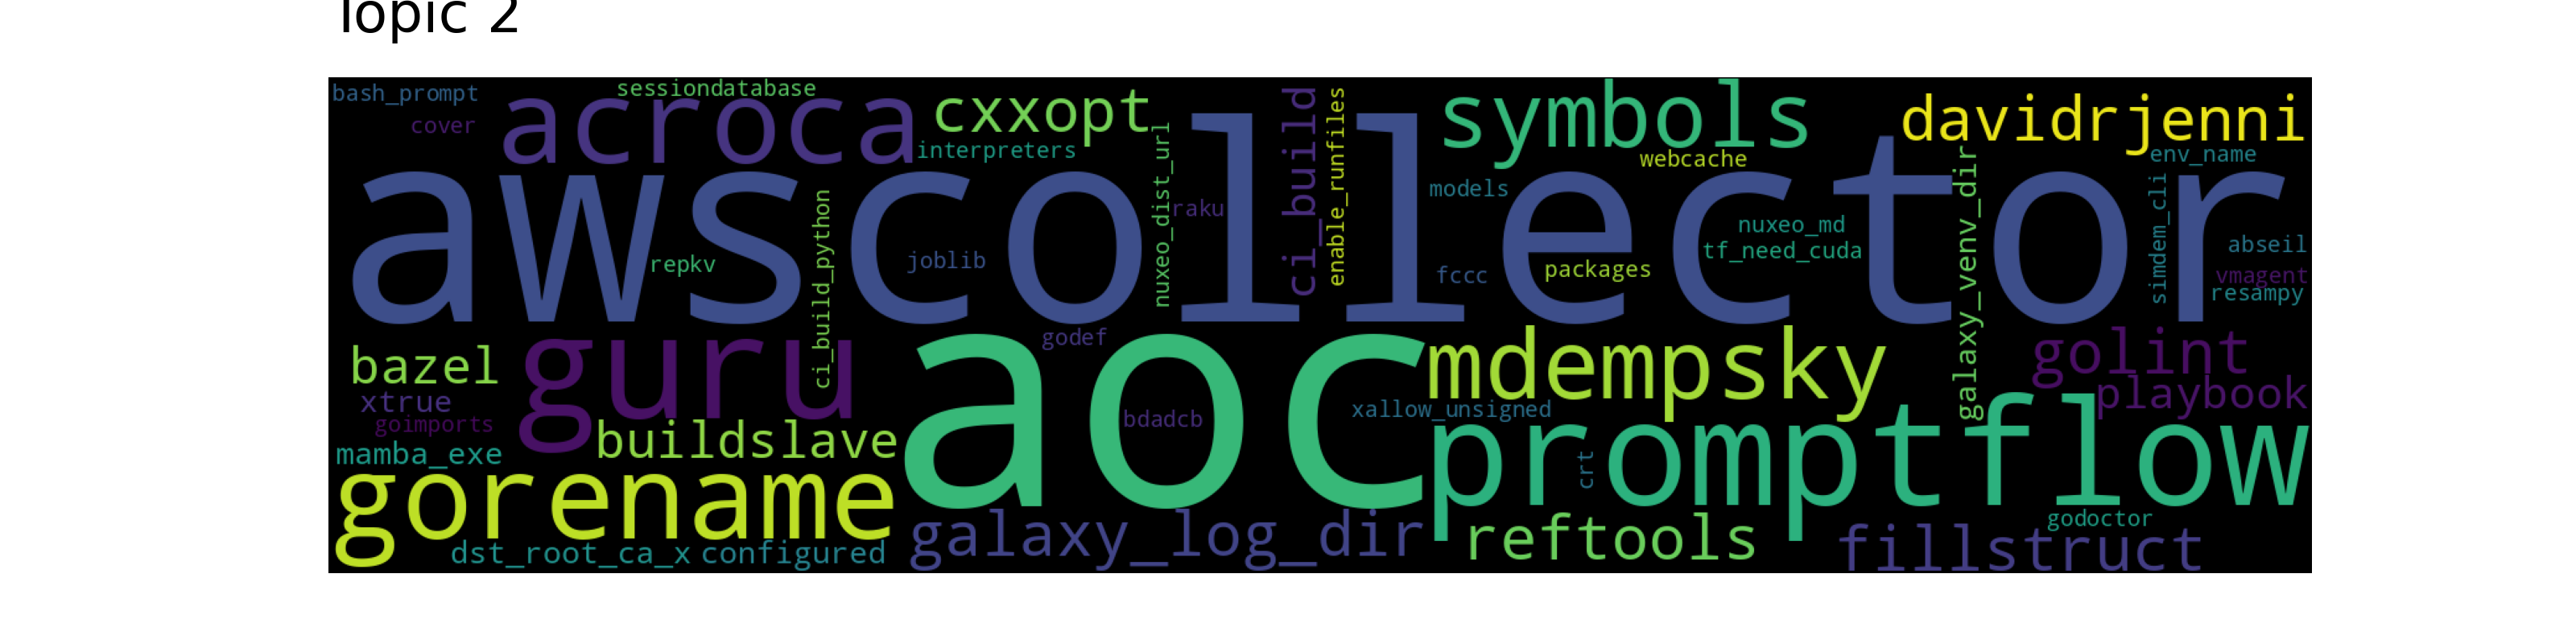 Topic 2
bash_prompt
sessiondatabase
cover
acroca
cxxopt
interpreters
nuxeo_dist_url
ci_build
enable_runfiles
symbols
webcache
davidrjenni
env_name
awscollector
models
raku
repkv
ci_build_python
joblib
fccc
packages
nuxeo_md
tf_need_cuda
galaxy_venv_dir
simdem_cli
abseil
vmagent
resampy
godef
bazel
guru
aoc
mdempsky
golint
playbook
xtrue
goimports
buildslave
bdadcb
xallow_unsigned
mamba_exe
gorename
promptflow
crt
dst_root_ca_x
configured
galaxy_log_dir
reftools
godoctor
fillstruct